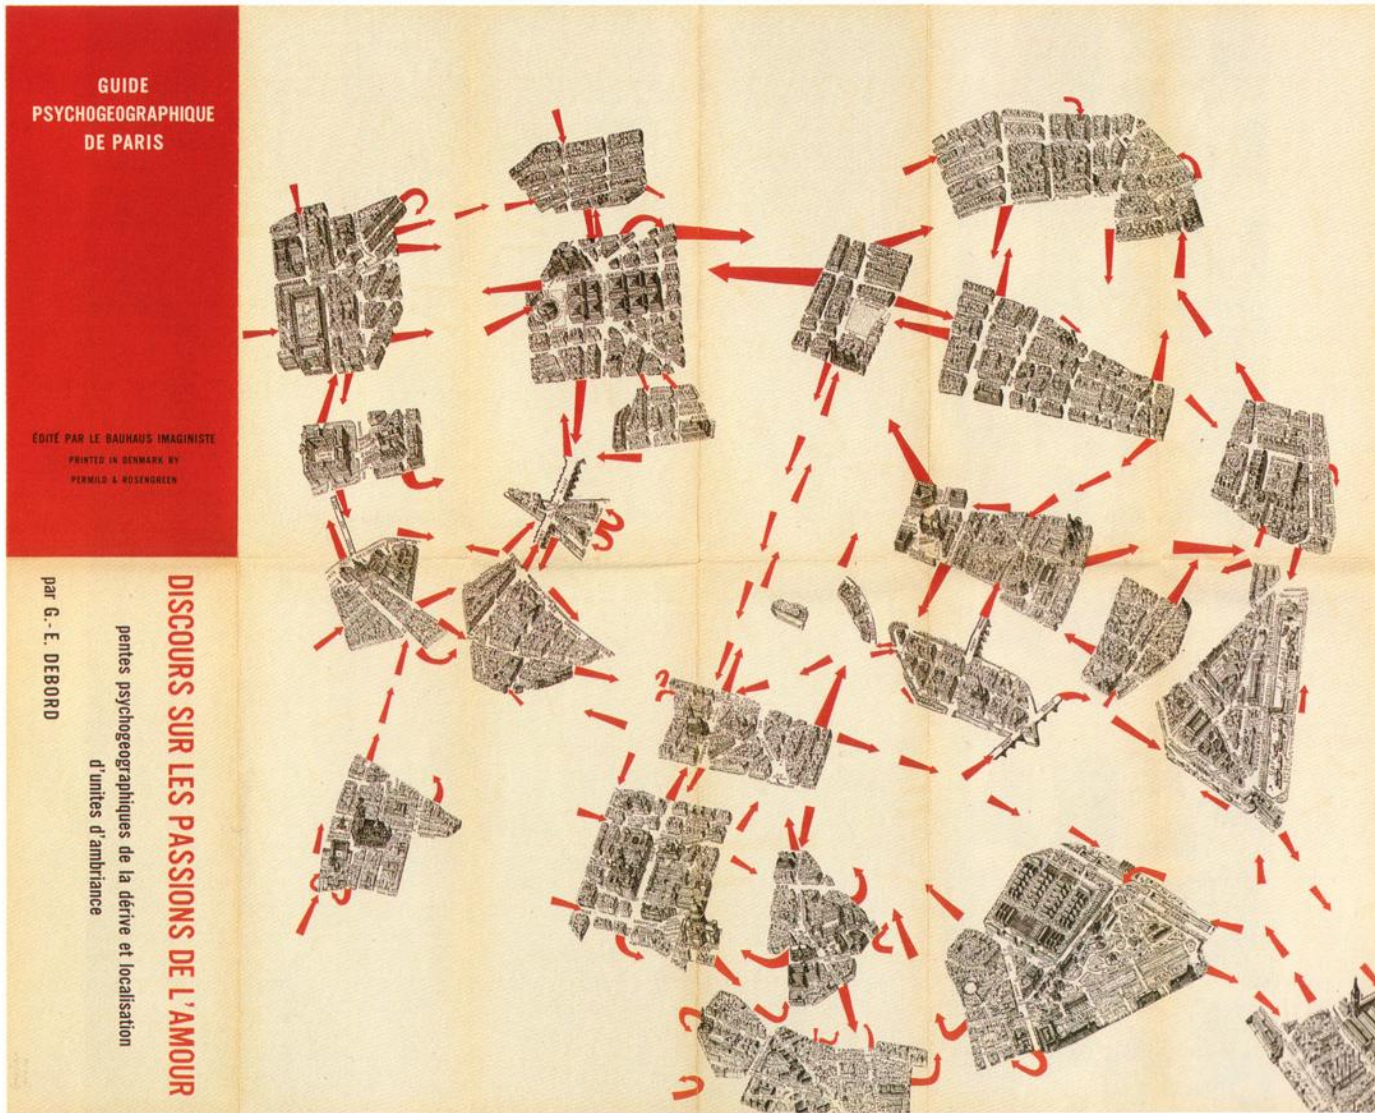 GUIDE
PSYCHOGEOGRAPHIQUE
DE PARIS
ÉDITÉ PAR LE BAUHAUS IMAGINISTE
PRINTED IN DENMARK BY
PERMILD & ROSENGREEN
DISCOURS SUR LES PASSIONS DE L'AMOUR
pentes psychogeographiques de la dérive et localisation
d'unites d'ambriance
par G.-E. DEBORD